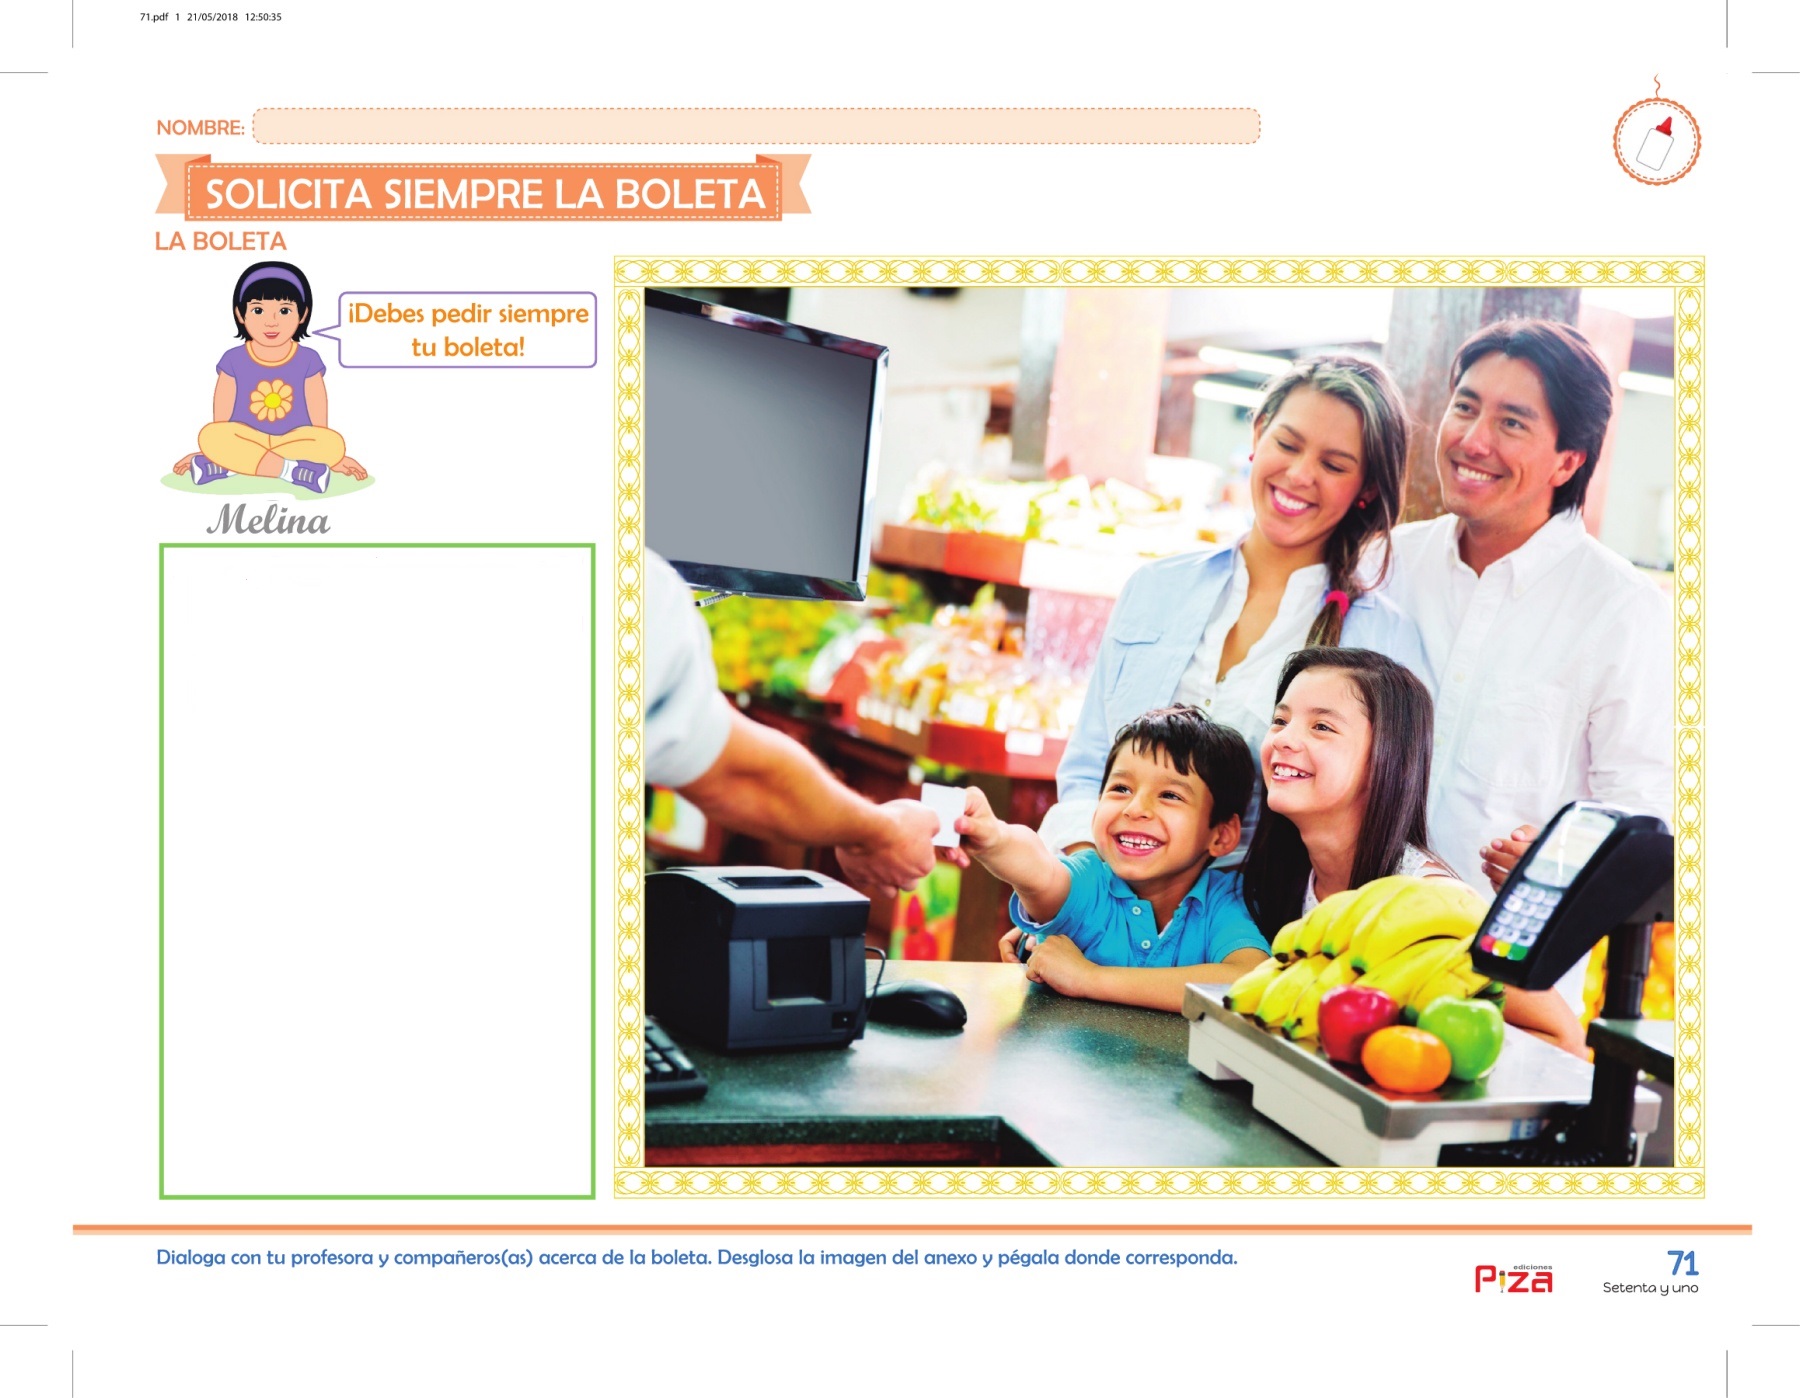 71.pdf 1 21/05/2018 12:50:35
NOMBRE:
SOLICITA SIEMPRE LA BOLETA
LA BOLETA
¡Debes pedir siempre
tu boleta!
Melina
Dialoga con tu profesora y compañeros(as) acerca de la boleta. Desglosa la imagen del anexo y pégala donde corresponda.
ediciones
Piza
71
Setenta y uno